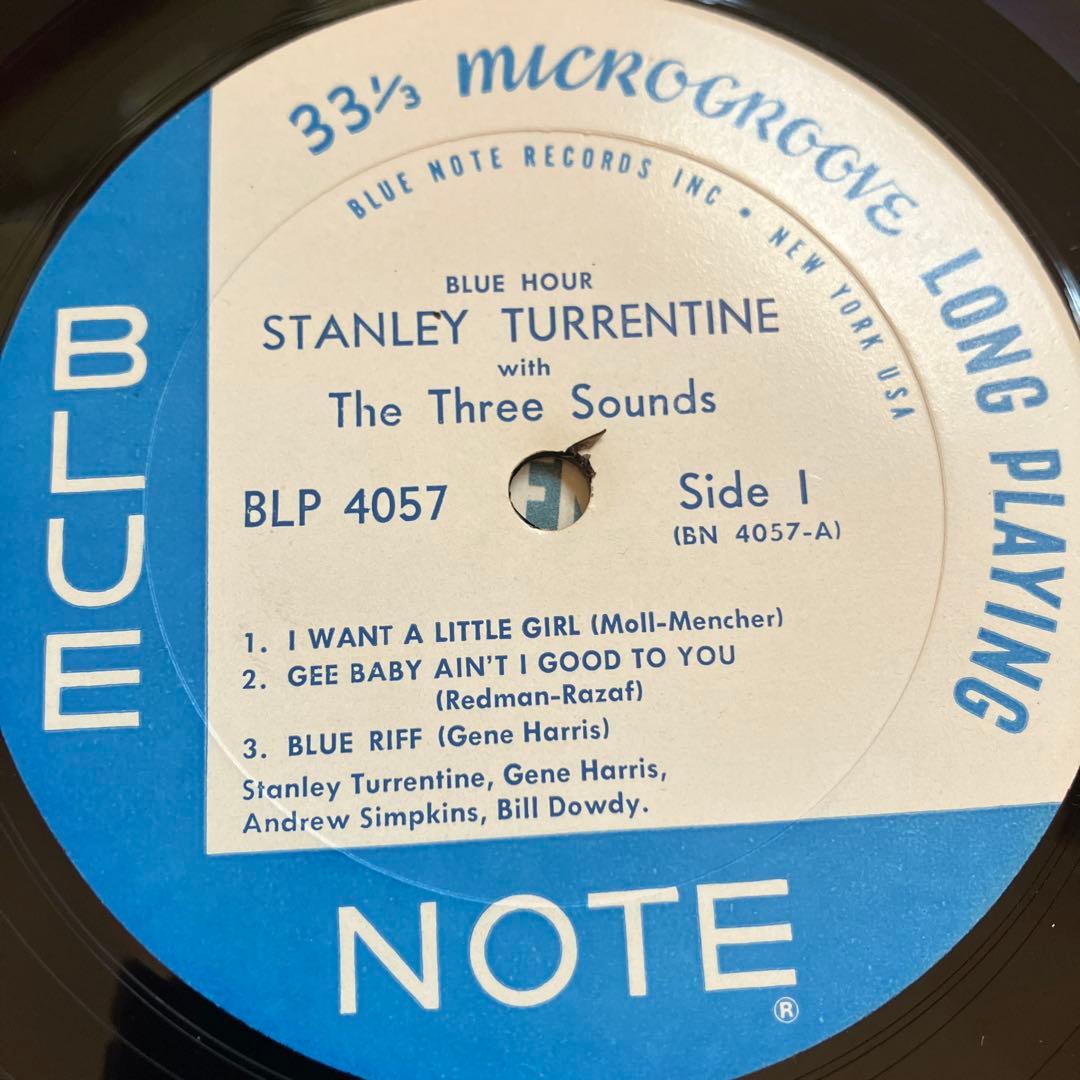 33⅓ MICROGROOVE LONG PLAYING
BLUE NOTE RECORDS INC • NEW YORK USA
BLUE HOUR
STANLEY TURRENTINE
with
The Three Sounds
BLP 4057
Side 1
(BN 4057-A)
1. I WANT A LITTLE GIRL (Moll-Mencher)
2. GEE BABY AIN'T I GOOD TO YOU
(Redman-Razaf)
3. BLUE RIFF (Gene Harris)
Stanley Turrentine, Gene Harris,
Andrew Simpkins, Bill Dowdy.
BLUE
NOTE
®